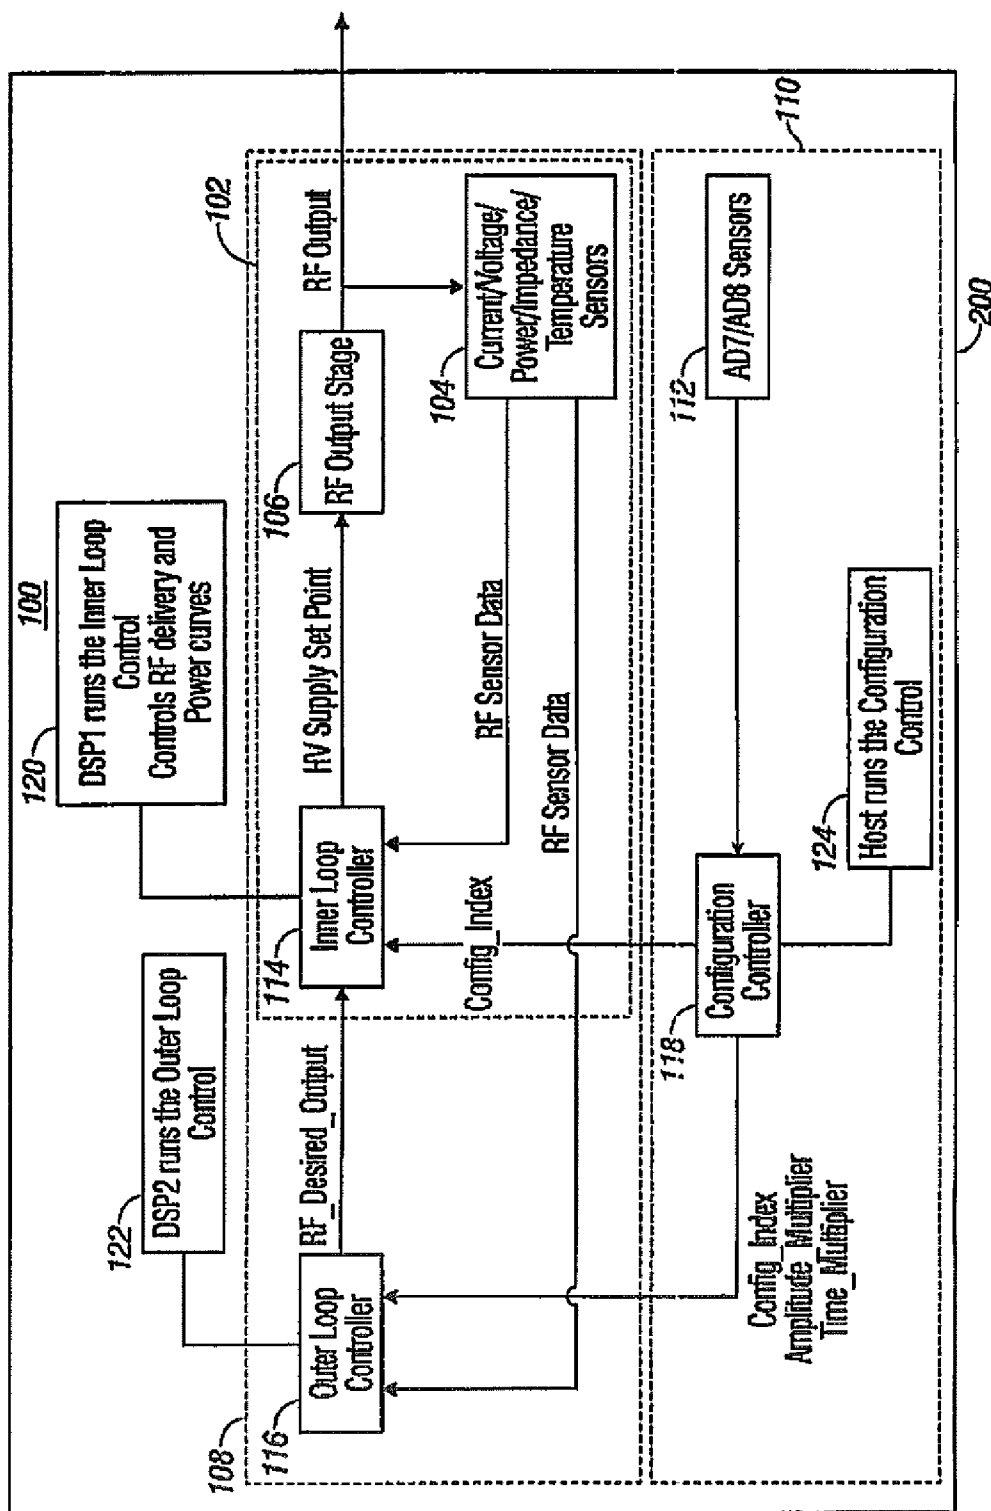 100
120
DSP1 runs the Inner Loop
Control
Controls RF delivery and
Power curves
122
DSP2 runs the Outer Loop
Control
108
102
116
Outer Loop
Controller
RF_Desired_Output
114
Inner Loop
Controller
HV Supply Set Point
106
RF Output Stage
RF Output
104
Current/Voltage/
Power/Impedance/
Temperature
Sensors
RF Sensor Data
RF Sensor Data
Config_Index
110
Config_Index
Amplitude_Multiplier
Time_Multiplier
118
Configuration
Controller
112
AD7/AD8 Sensors
124
Host runs the Configuration
Control
200